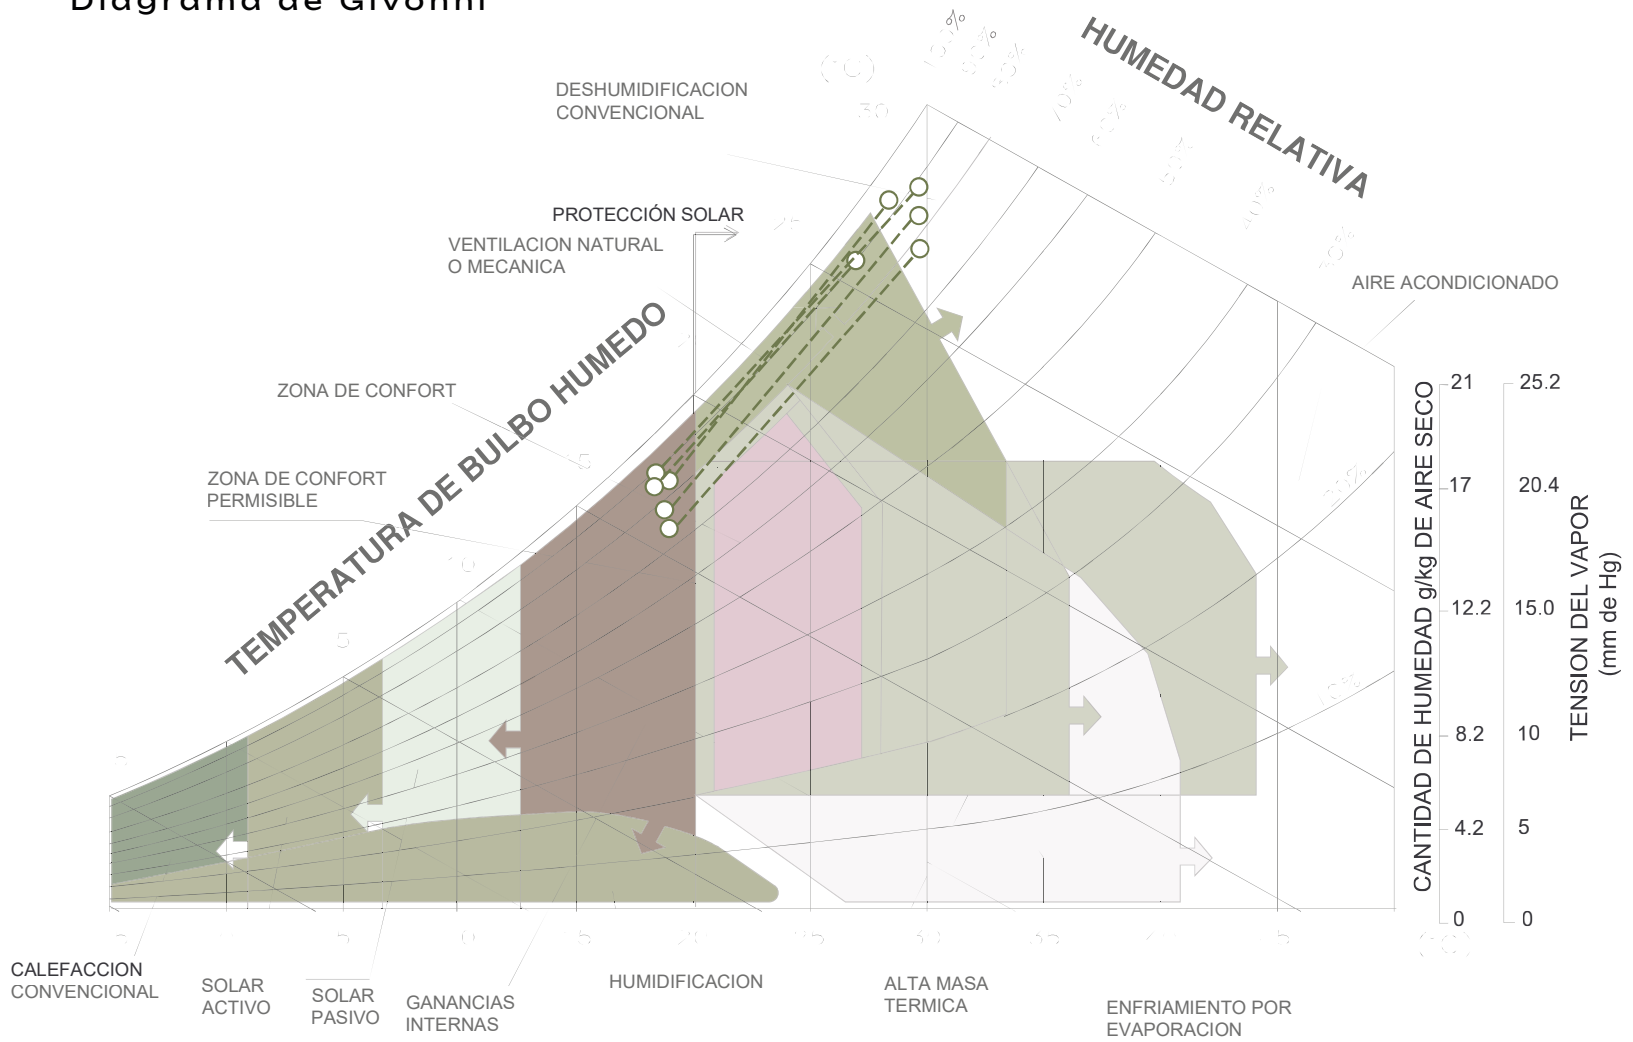 Diagrama de Givonni
HUMEDAD RELATIVA
(°C)
30
DESHUMIDIFICACION
CONVENCIONAL
PROTECCIÓN SOLAR
VENTILACION NATURAL
O MECANICA
AIRE ACONDICIONADO
TEMPERATURA DE BULBO HUMEDO
ZONA DE CONFORT
ZONA DE CONFORT
PERMISIBLE
5
CANTIDAD DE HUMEDAD g/kg DE AIRE SECO
21
17
12.2
8.2
4.2
0
25.2
20.4
15.0
10
5
0
TENSION DEL VAPOR
(mm de Hg)
CALEFACCION
CONVENCIONAL
SOLAR
ACTIVO
SOLAR
PASIVO
GANANCIAS
INTERNAS
HUMIDIFICACION
ALTA MASA
TERMICA
ENFRIAMIENTO POR
EVAPORACION